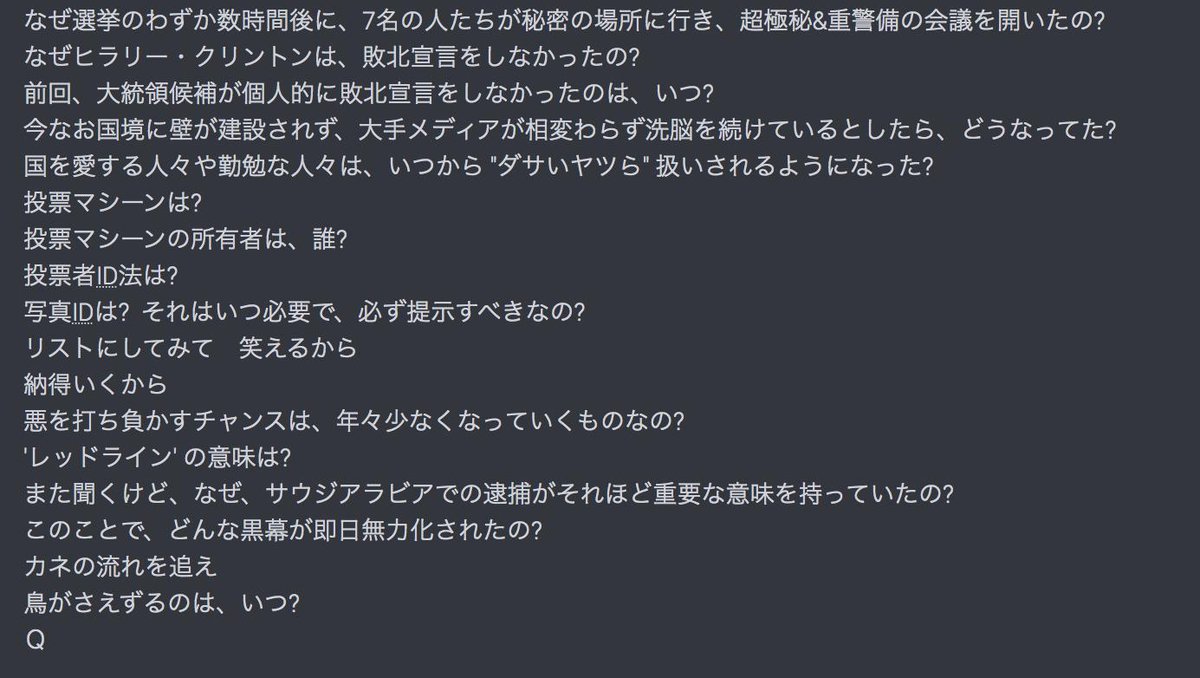 なぜ選挙のわずか数時間後に、7名の人たちが秘密の場所に行き、超極秘&重警備の会議を開いたの?
なぜヒラリー・クリントンは、敗北宣言をしなかったの?
前回、大統領候補が個人的に敗北宣言をしなかったのは、いつ?
今なお国境に壁が建設されず、大手メディアが相変わらず洗脳を続けているとしたら、どうなってた?
国を愛する人々や勤勉な人々は、いつから "ダサいヤツら" 扱いされるようになった?
投票マシーンは?
投票マシーンの所有者は、誰?
投票者ID法は?
写真IDは? それはいつ必要で、必ず提示すべきなの?
リストにしてみて　笑えるから
納得いくから
悪を打ち負かすチャンスは、年々少なくなっていくものなの?
'レッドライン' の意味は?
また聞くけど、なぜ、サウジアラビアでの逮捕がそれほど重要な意味を持っていたの?
このことで、どんな黒幕が即日無力化されたの?
カネの流れを追え
鳥がさえずるのは、いつ?
Q